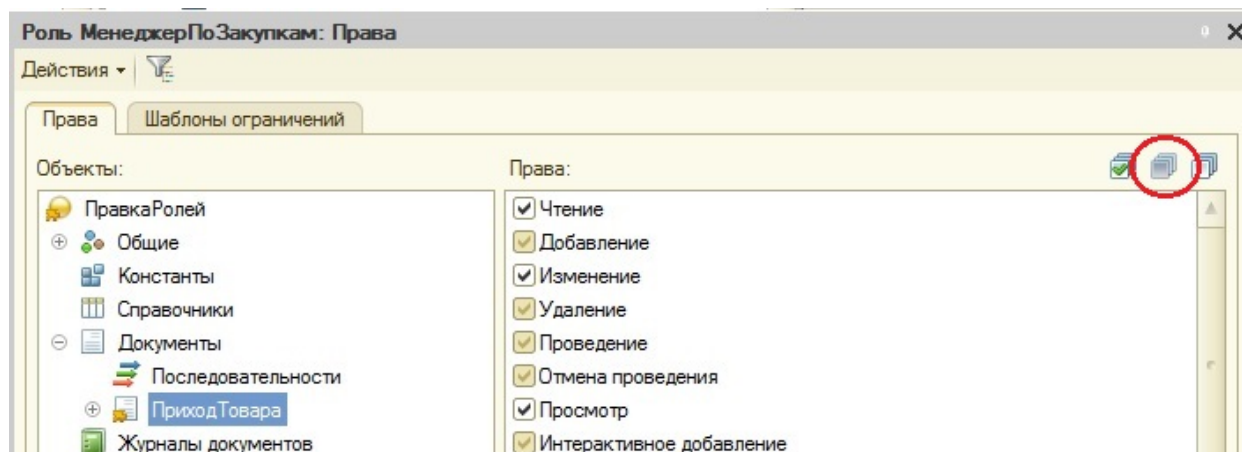 Роль МенеджерПоЗакупкам: Права
Действия
Права Шаблоны ограничений
Объекты: Права:
ПравкаРолей
Общие
Константы
Справочники
Документы
Последовательности
ПриходТовара
Журналы документов
Чтение
Добавление
Изменение
Удаление
Проведение
Отмена проведения
Просмотр
Интерактивное добавление